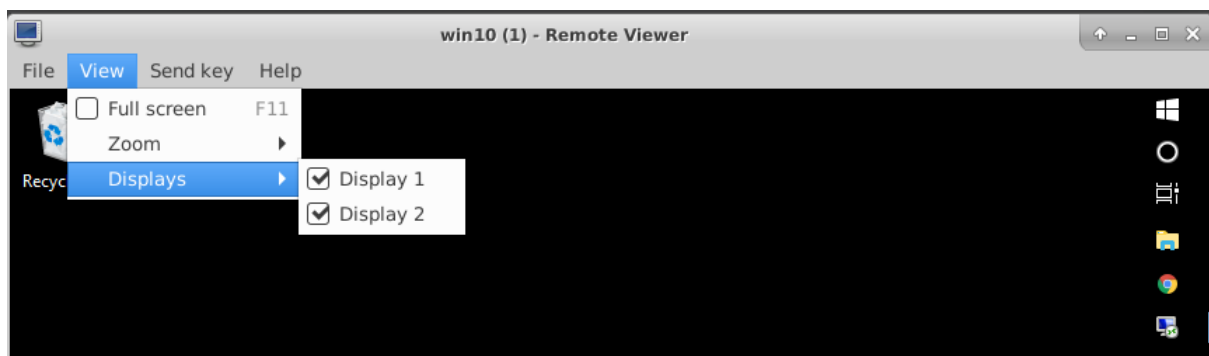 win10 (1) - Remote Viewer
File View Send key Help
Full screen F11
Zoom
Displays
Display 1
Display 2
Recyc